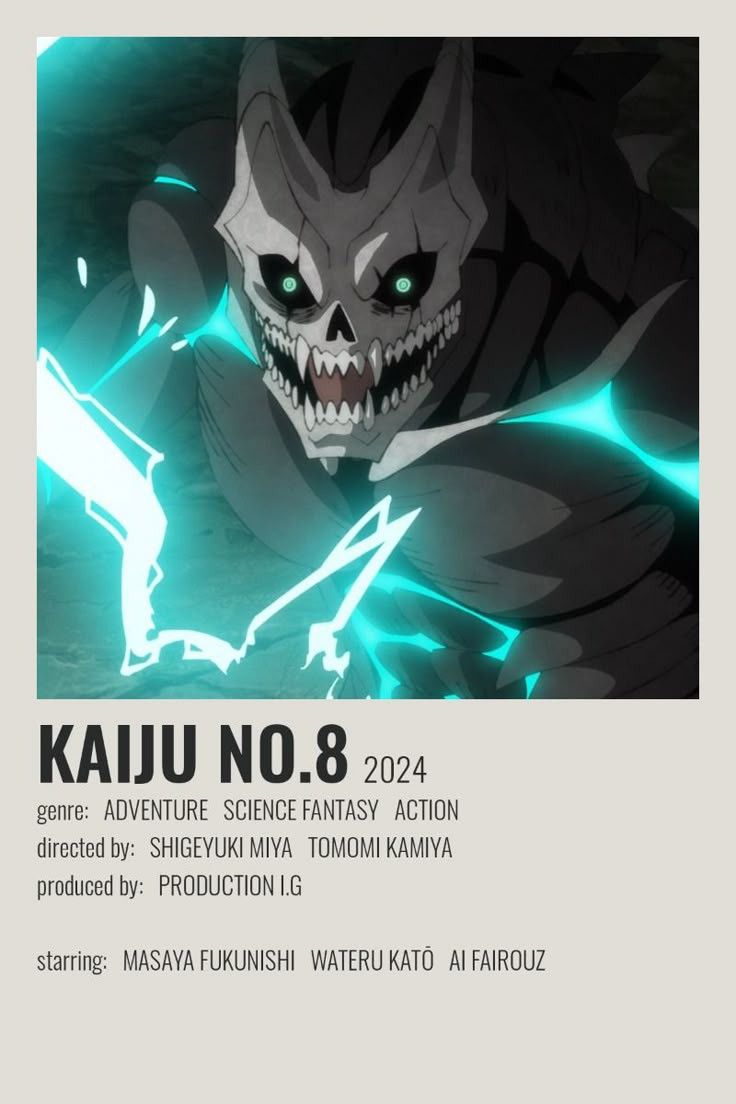 KAIJU NO.8 2024
genre: ADVENTURE SCIENCE FANTASY ACTION
directed by: SHIGEYUKI MIYA TOMOMI KAMIYA
produced by: PRODUCTION I.G
starring: MASAYA FUKUNISHI WATERU KATŌ AI FAIROUZ